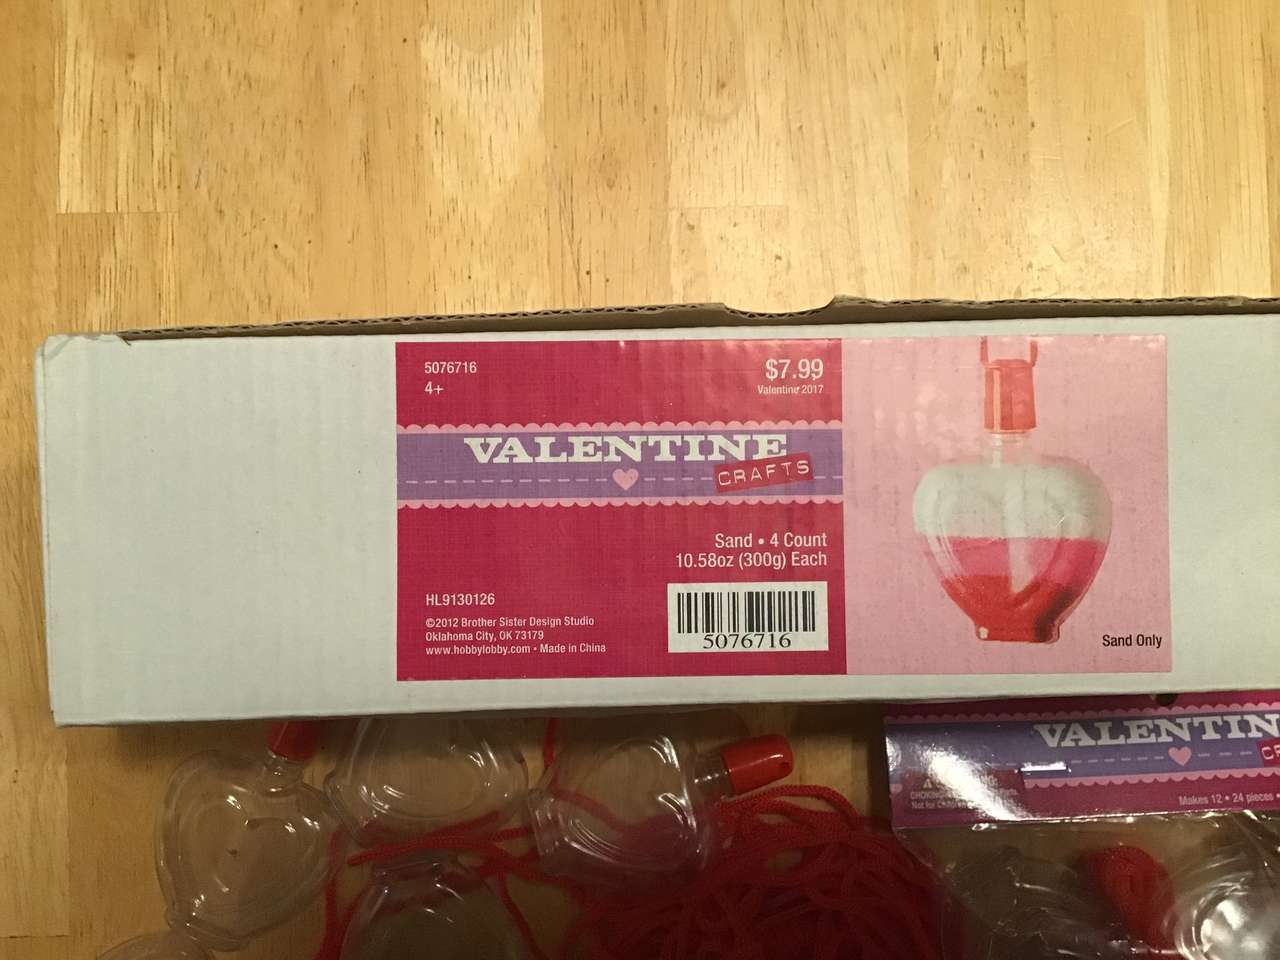 5076716
4+
$7.99
Valentine 2017
VALENTINE
CRAFTS
Sand • 4 Count
10.58oz (300g) Each
HL9130126
©2012 Brother Sister Design Studio
Oklahoma City, OK 73179
www.hobbylobby.com • Made in China
5076716
Sand Only
VALENTIN
Not for
Makes 12 • 24 pieces